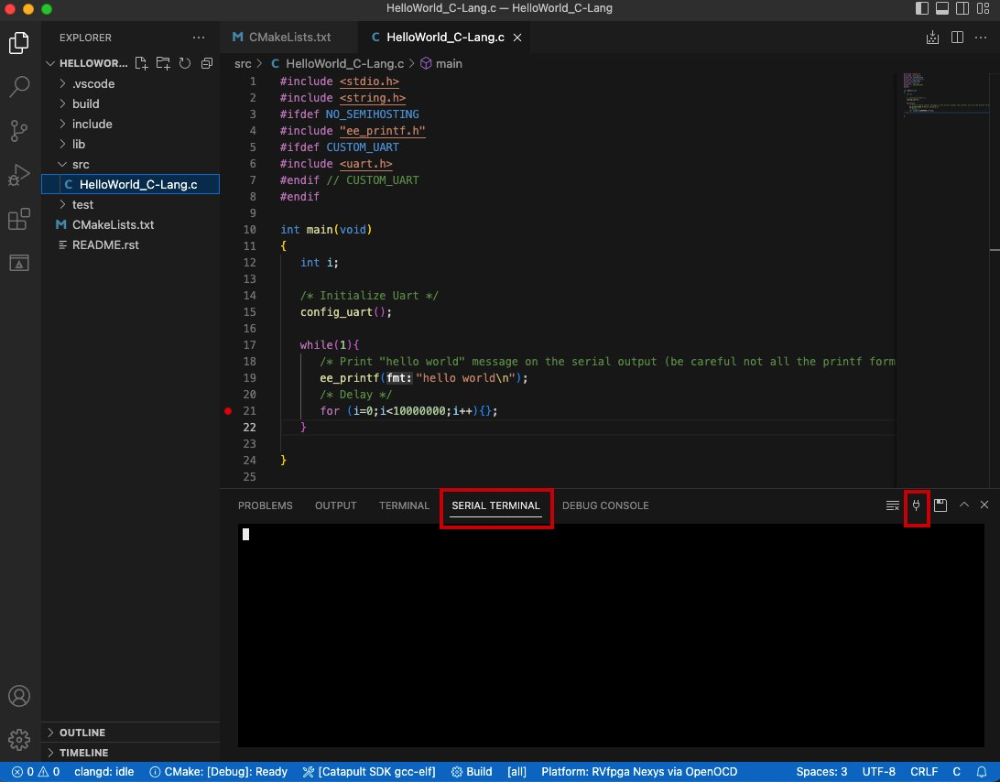 HelloWorld_C-Lang.c — HelloWorld
EXPLORER
HELLOWOR...
.vscode
build
include
lib
src
C HelloWorld_C-Lang.c
test
M CMakeLists.txt
README.rst
OUTLINE
TIMELINE
M CMakeLists.txt
C HelloWorld_C-Lang.c
src > C HelloWorld_C-Lang.c > main
1 #include <stdio.h>
2 #include <string.h>
3 #ifdef NO_SEMIHOSTING
4 #include "ee_printf.h"
5 #ifdef CUSTOM_UART
6 #include <uart.h>
7 #endif // CUSTOM_UART
8 #endif
9
10 int main(void)
11 {
12 int i;
13
14 /* Initialize Uart */
15 config_uart();
16
17 while(1){
18 /* Print "hello world" message on the serial output (be careful not all the printf form
19 ee_printf(fmt: "hello world\n");
20 /* Delay */
21 for (i=0;i<10000000;i++){};
22 }
23
24 }
25
PROBLEMS OUTPUT TERMINAL SERIAL TERMINAL DEBUG CONSOLE
0 0 clangd: idle CMake: [Debug]: Ready [Catapult SDK gcc-elf] Build [all] Platform: RVfpga Nexys via OpenOCD Spaces: 3 UTF-8 CRLF C